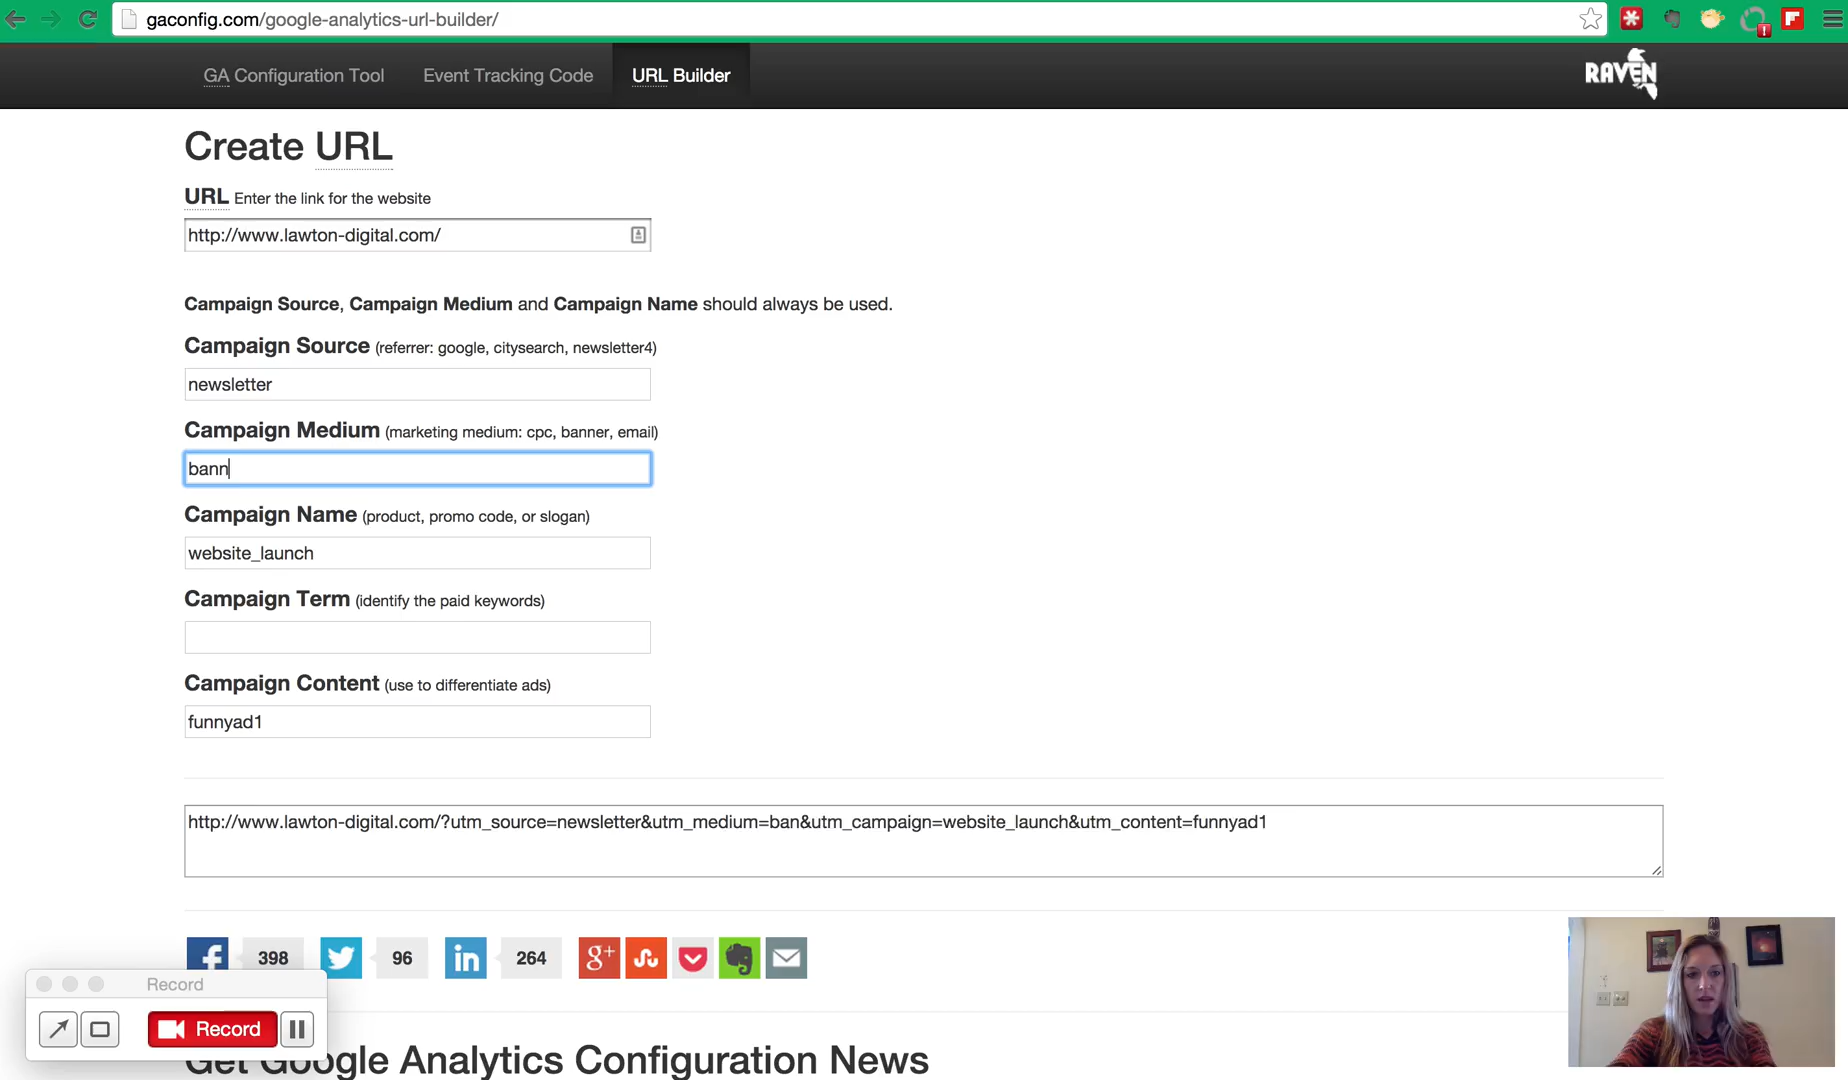 gaconfig.com/google-analytics-url-builder/
GA Configuration Tool Event Tracking Code URL Builder
RAVEN
Create URL
URL Enter the link for the website
http://www.lawton-digital.com/
Campaign Source, Campaign Medium and Campaign Name should always be used.
Campaign Source (referrer: google, citysearch, newsletter4)
newsletter
Campaign Medium (marketing medium: cpc, banner, email)
bann
Campaign Name (product, promo code, or slogan)
website_launch
Campaign Term (identify the paid keywords)
Campaign Content (use to differentiate ads)
funnyad1
http://www.lawton-digital.com/?utm_source=newsletter&utm_medium=ban&utm_campaign=website_launch&utm_content=funnyad1
398 96 in 264 g+
Record
Record
Get Google Analytics Configuration News